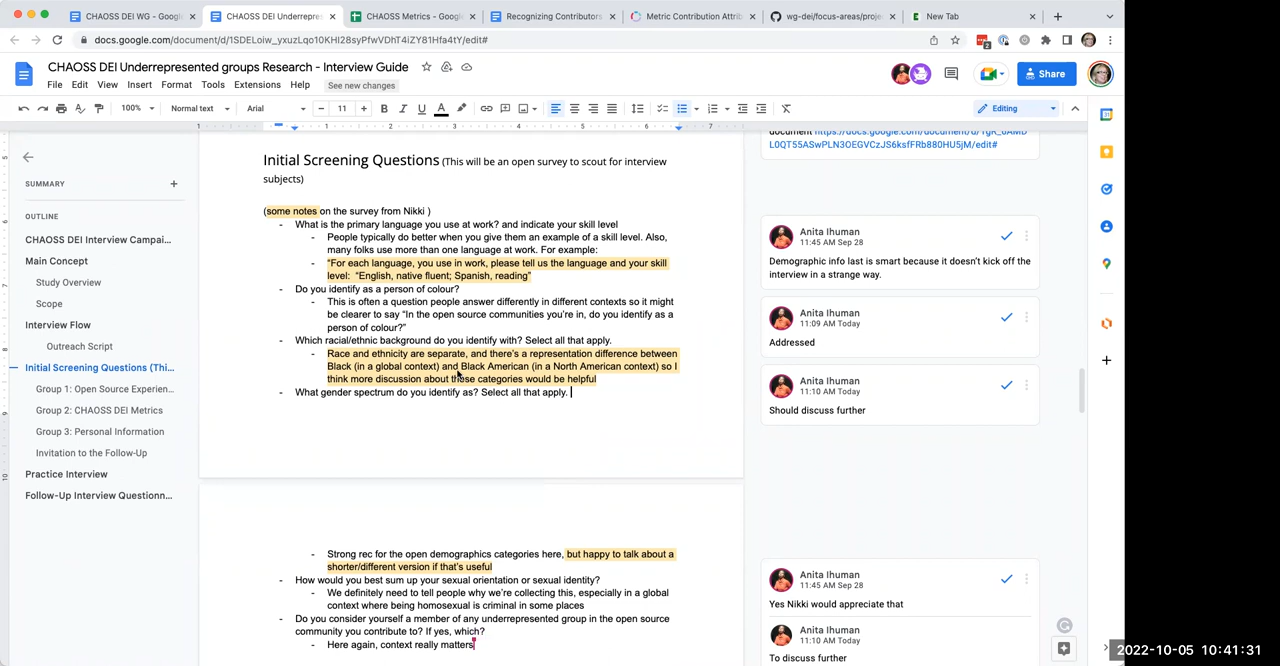 CHAOSS DEI WG - Google
CHAOSS DEI Underrepres
CHAOSS Metrics - Google
Recognizing Contributors
Metric Contribution Attrib
wg-dei/focus-areas/proje
New Tab
docs.google.com/document/d/1SDELoiw_yxuzLqo10KHI28syPfwVDhT4iZY81Hfa4tY/edit#
2
CHAOSS DEI Underrepresented groups Research - Interview Guide
File Edit View Insert Format Tools Extensions Help See new changes
Share
100% Normal text Arial 11 B I U A Editing
1 1 2 3 4 5 6 7
SUMMARY
OUTLINE
CHAOSS DEI Interview Campai...
Main Concept
Study Overview
Scope
Interview Flow
Outreach Script
Initial Screening Questions (Thi...
Group 1: Open Source Experien...
Group 2: CHAOSS DEI Metrics
Group 3: Personal Information
Invitation to the Follow-Up
Practice Interview
Follow-Up Interview Questionn...
Initial Screening Questions (This will be an open survey to scout for interview
subjects)
(some notes on the survey from Nikki )
- What is the primary language you use at work? and indicate your skill level
- People typically do better when you give them an example of a skill level. Also,
many folks use more than one language at work. For example:
- “For each language, you use in work, please tell us the language and your skill
level: “English, native fluent; Spanish, reading”
- Do you identify as a person of colour?
- This is often a question people answer differently in different contexts so it might
be clearer to say “In the open source communities you’re in, do you identify as a
person of colour?”
- Which racial/ethnic background do you identify with? Select all that apply.
- Race and ethnicity are separate, and there’s a representation difference between
Black (in a global context) and Black American (in a North American context) so I
think more discussion about these categories would be helpful
- What gender spectrum do you identify as? Select all that apply.
- Strong rec for the open demographics categories here, but happy to talk about a
shorter/different version if that’s useful
- How would you best sum up your sexual orientation or sexual identity?
- We definitely need to tell people why we’re collecting this, especially in a global
context where being homosexual is criminal in some places
- Do you consider yourself a member of any underrepresented group in the open source
community you contribute to? If yes, which?
- Here again, context really matters
L0QT55ASwPLN3OEGVCzJS6ksfFRb880HU5jM/edit#
Anita Ihuman
11:45 AM Sep 28
Demographic info last is smart because it doesn’t kick off the
interview in a strange way.
Anita Ihuman
11:09 AM Today
Addressed
Anita Ihuman
11:10 AM Today
Should discuss further
Anita Ihuman
11:45 AM Sep 28
Yes Nikki would appreciate that
Anita Ihuman
11:10 AM Today
To discuss further
2022-10-05 10:41:31